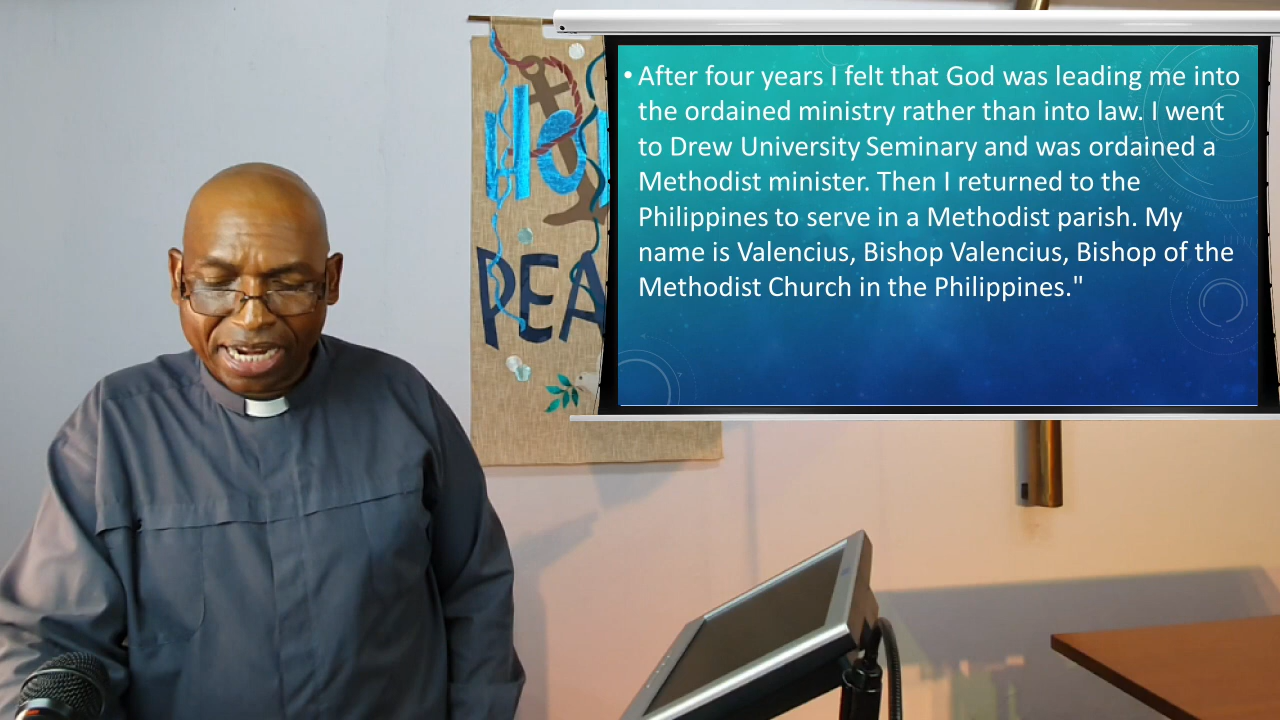 HO
PEA
• After four years I felt that God was leading me into
the ordained ministry rather than into law. I went
to Drew University Seminary and was ordained a
Methodist minister. Then I returned to the
Philippines to serve in a Methodist parish. My
name is Valencius, Bishop Valencius, Bishop of the
Methodist Church in the Philippines."